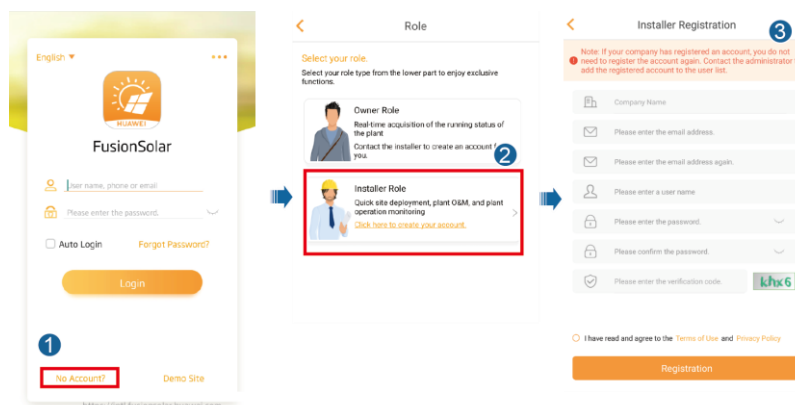 English ▼
HUAWEI
FusionSolar
User name, phone or email
Please enter the password.
Auto Login
Forgot Password?
Login
1
No Account?
Demo Site
Role
Select your role.
Select your role type from the lower part to enjoy exclusive
functions.
Owner Role
Real-time acquisition of the running status of
the plant
Contact the installer to create an account
you.
2
Installer Role
Quick site deployment, plant O&M, and plant
operation monitoring
Click here to create your account.
Installer Registration
3
Note: If your company has registered an account, you do not
need to register the account again. Contact the administrator
add the registered account to the user list.
Company Name
Please enter the email address.
Please enter the email address again.
Please enter a user name
Please enter the password.
Please confirm the password.
Please enter the verification code.
khx6
I have read and agree to the Terms of Use and Privacy Policy
Registration